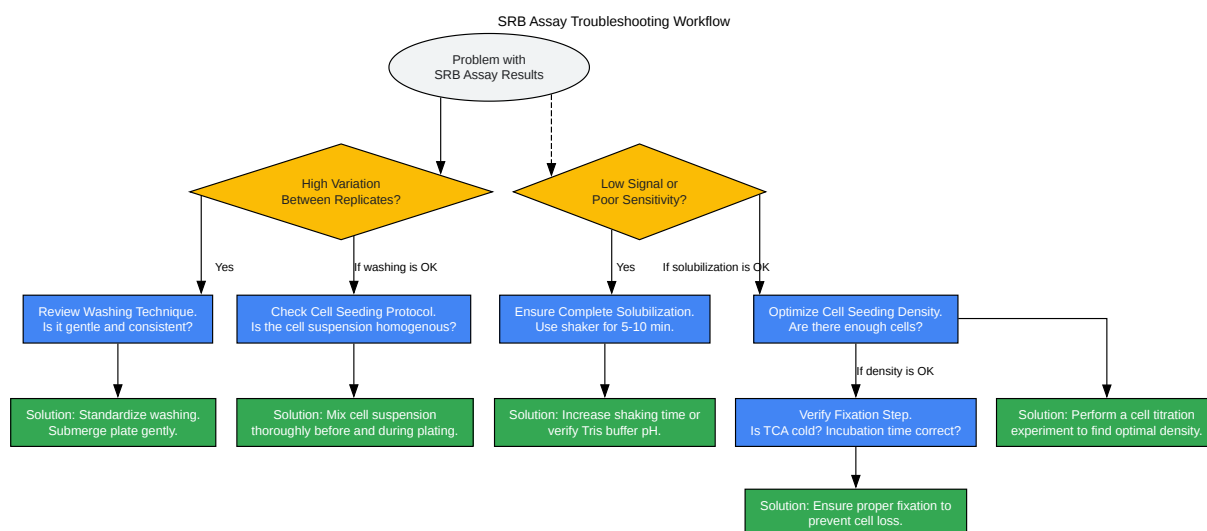 SRB Assay Troubleshooting Workflow
Problem with
SRB Assay Results
High Variation
Between Replicates?
Low Signal or
Poor Sensitivity?
Yes
If washing is OK
Yes
If solubilization is OK
Review Washing Technique.
Is it gentle and consistent?
Check Cell Seeding Protocol.
Is the cell suspension homogenous?
Ensure Complete Solubilization.
Use shaker for 5-10 min.
Optimize Cell Seeding Density.
Are there enough cells?
If density is OK
Solution: Standardize washing.
Submerge plate gently.
Solution: Mix cell suspension
thoroughly before and during plating.
Solution: Increase shaking time or
verify Tris buffer pH.
Verify Fixation Step.
Is TCA cold? Incubation time correct?
Solution: Perform a cell titration
experiment to find optimal density.
Solution: Ensure proper fixation to
prevent cell loss.